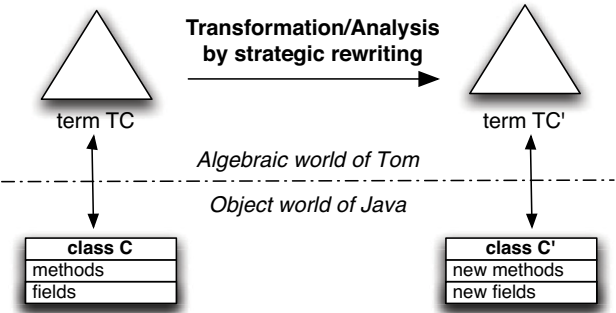 Transformation/Analysis
by strategic rewriting
term TC
term TC'
Algebraic world of Tom
Object world of Java
class C
methods
fields
class C'
new methods
new fields